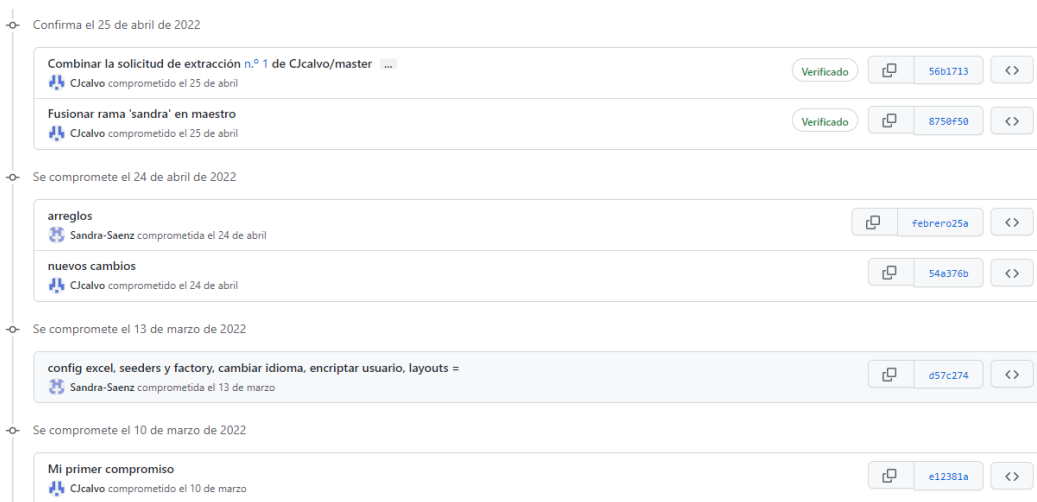 Confirma el 25 de abril de 2022
Combinar la solicitud de extracción n.º 1 de CJcalvo/master ...
Verificado
56b1713
CJcalvo comprometido el 25 de abril
Fusionar rama 'sandra' en maestro
Verificado
8750f50
CJcalvo comprometido el 25 de abril
Se compromete el 24 de abril de 2022
arreglos
febrero25a
Sandra-Saenz comprometida el 24 de abril
nuevos cambios
54a376b
CJcalvo comprometido el 24 de abril
Se compromete el 13 de marzo de 2022
config excel, seeders y factory, cambiar idioma, encriptar usuario, layouts =
d57c274
Sandra-Saenz comprometida el 13 de marzo
Se compromete el 10 de marzo de 2022
Mi primer compromiso
e12381a
CJcalvo comprometido el 10 de marzo